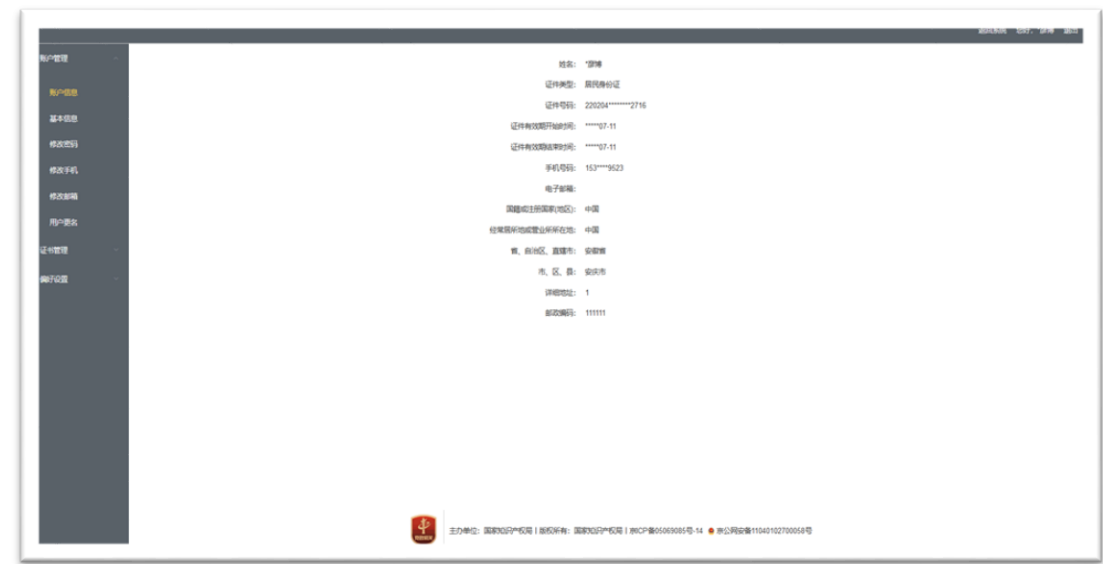 返回系统 您好，*彦博 退出
账户管理
账户信息
基本信息
修改密码
修改手机
修改邮箱
用户更名
证书管理
偏好设置
姓名： *彦博
证件类型： 居民身份证
证件号码： 220204********2716
证件有效期开始时间： *****07-11
证件有效期结束时间： *****07-11
手机号码： 153****9523
电子邮箱：
国籍或注册国家(地区)： 中国
经常居所地或营业所所在地： 中国
省、自治区、直辖市： 安徽省
市、区、县： 安庆市
详细地址： 1
邮政编码： 111111
主办单位：国家知识产权局 | 版权所有：国家知识产权局 | 京ICP备05069085号-14 京公网安备11040102700058号